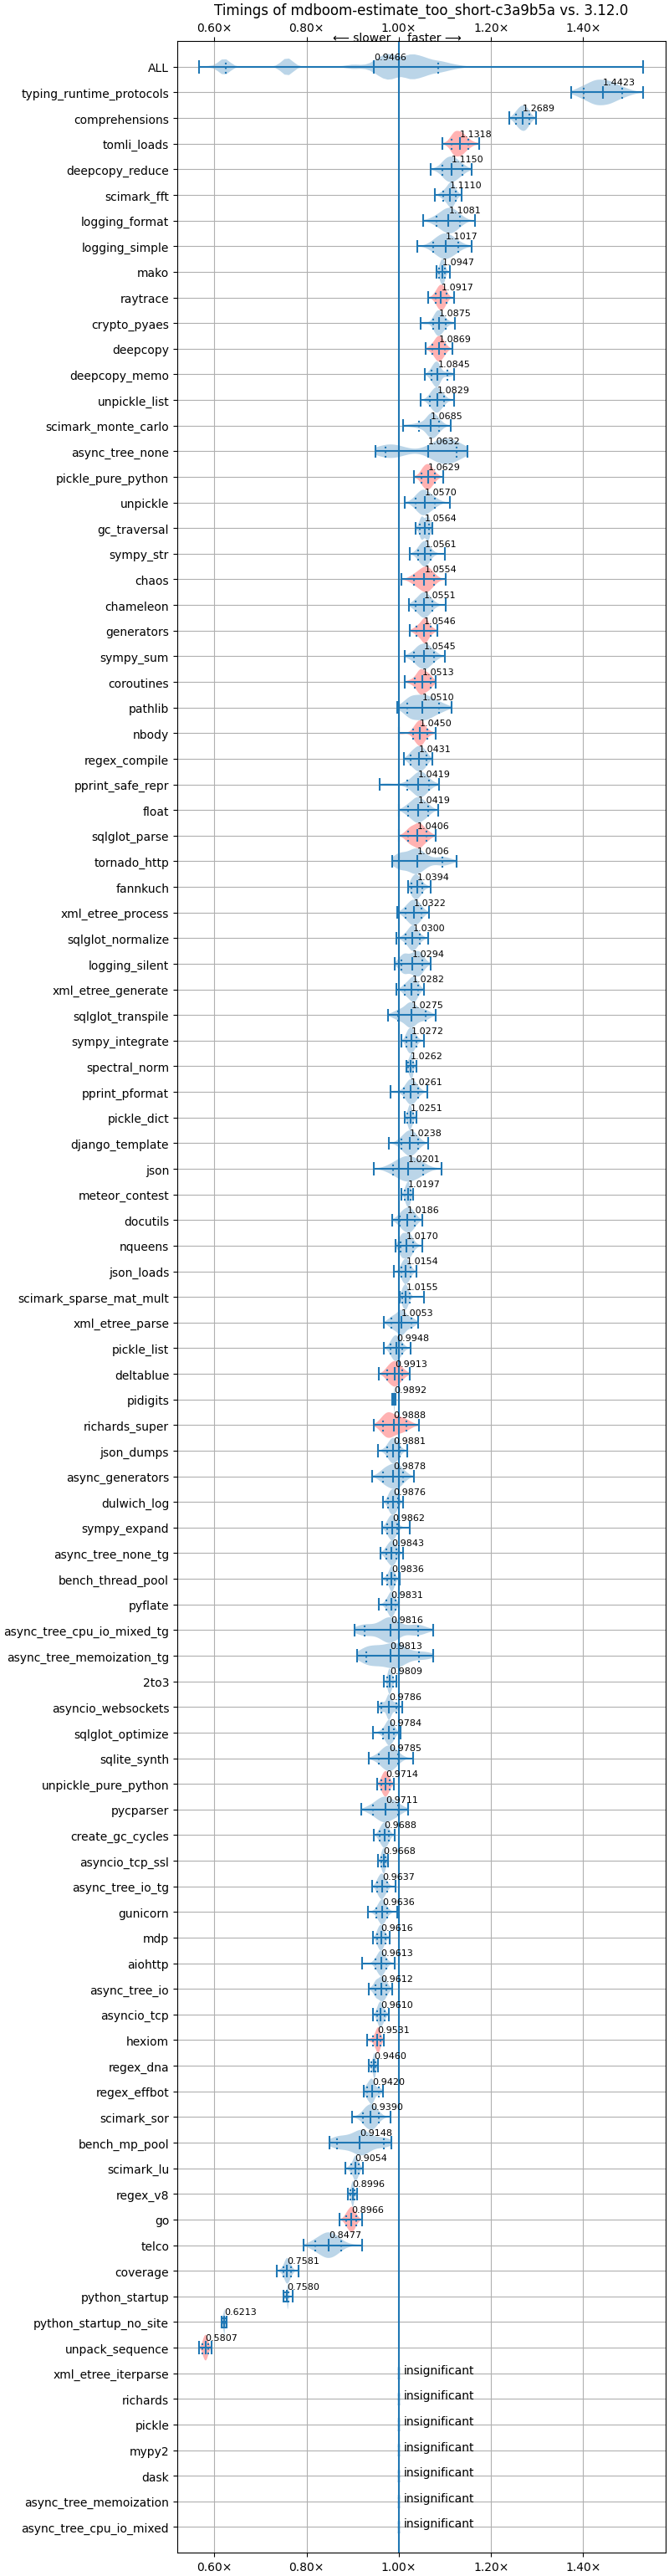 Timings of mdboom-estimate_too_short-c3a9b5a vs. 3.12.0
0.60× 0.80× 1.00× 1.20× 1.40×
⟵ slower faster ⟶
ALL 0.9466
typing_runtime_protocols 1.4423
comprehensions 1.2689
tomli_loads 1.1318
deepcopy_reduce 1.1150
scimark_fft 1.1110
logging_format 1.1081
logging_simple 1.1017
mako 1.0947
raytrace 1.0917
crypto_pyaes 1.0875
deepcopy 1.0869
deepcopy_memo 1.0845
unpickle_list 1.0829
scimark_monte_carlo 1.0685
async_tree_none 1.0632
pickle_pure_python 1.0629
unpickle 1.0570
gc_traversal 1.0564
sympy_str 1.0561
chaos 1.0554
chameleon 1.0551
generators 1.0546
sympy_sum 1.0545
coroutines 1.0513
pathlib 1.0510
nbody 1.0450
regex_compile 1.0431
pprint_safe_repr 1.0419
float 1.0419
sqlglot_parse 1.0406
tornado_http 1.0406
fannkuch 1.0394
xml_etree_process 1.0322
sqlglot_normalize 1.0300
logging_silent 1.0294
xml_etree_generate 1.0282
sqlglot_transpile 1.0275
sympy_integrate 1.0272
spectral_norm 1.0262
pprint_pformat 1.0261
pickle_dict 1.0251
django_template 1.0238
json 1.0201
meteor_contest 1.0197
docutils 1.0186
nqueens 1.0170
json_loads 1.0154
scimark_sparse_mat_mult 1.0155
xml_etree_parse 1.0053
pickle_list 0.9948
deltablue 0.9913
pidigits 0.9892
richards_super 0.9888
json_dumps 0.9881
async_generators 0.9878
dulwich_log 0.9876
sympy_expand 0.9862
async_tree_none_tg 0.9843
bench_thread_pool 0.9836
pyflate 0.9831
async_tree_cpu_io_mixed_tg 0.9816
async_tree_memoization_tg 0.9813
2to3 0.9809
asyncio_websockets 0.9786
sqlglot_optimize 0.9784
sqlite_synth 0.9785
unpickle_pure_python 0.9714
pycparser 0.9711
create_gc_cycles 0.9688
asyncio_tcp_ssl 0.9668
async_tree_io_tg 0.9637
gunicorn 0.9636
mdp 0.9616
aiohttp 0.9613
async_tree_io 0.9612
asyncio_tcp 0.9610
hexiom 0.9531
regex_dna 0.9460
regex_effbot 0.9420
scimark_sor 0.9390
bench_mp_pool 0.9148
scimark_lu 0.9054
regex_v8 0.8996
go 0.8966
telco 0.8477
coverage 0.7581
python_startup 0.7580
python_startup_no_site 0.6213
unpack_sequence 0.5807
xml_etree_iterparse insignificant
richards insignificant
pickle insignificant
mypy2 insignificant
dask insignificant
async_tree_memoization insignificant
async_tree_cpu_io_mixed insignificant
0.60× 0.80× 1.00× 1.20× 1.40×